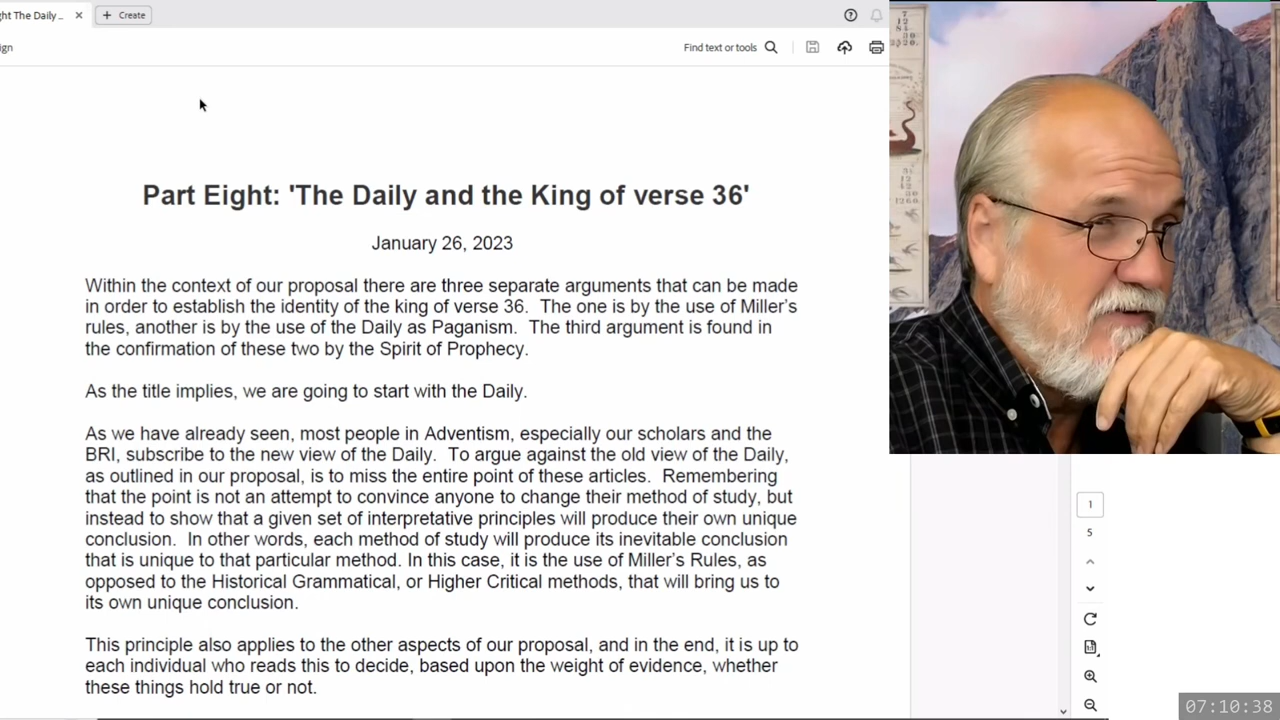 ght The Daily ...
Create
ign
Find text or tools
Part Eight: 'The Daily and the King of verse 36'
January 26, 2023
Within the context of our proposal there are three separate arguments that can be made
in order to establish the identity of the king of verse 36.  The one is by the use of Miller's
rules, another is by the use of the Daily as Paganism.  The third argument is found in
the confirmation of these two by the Spirit of Prophecy.
As the title implies, we are going to start with the Daily.
As we have already seen, most people in Adventism, especially our scholars and the
BRI, subscribe to the new view of the Daily.  To argue against the old view of the Daily,
as outlined in our proposal, is to miss the entire point of these articles.  Remembering
that the point is not an attempt to convince anyone to change their method of study, but
instead to show that a given set of interpretative principles will produce their own unique
conclusion.  In other words, each method of study will produce its inevitable conclusion
that is unique to that particular method. In this case, it is the use of Miller's Rules, as
opposed to the Historical Grammatical, or Higher Critical methods, that will bring us to
its own unique conclusion.
This principle also applies to the other aspects of our proposal, and in the end, it is up to
each individual who reads this to decide, based upon the weight of evidence, whether
these things hold true or not.
1
5
07:10:38